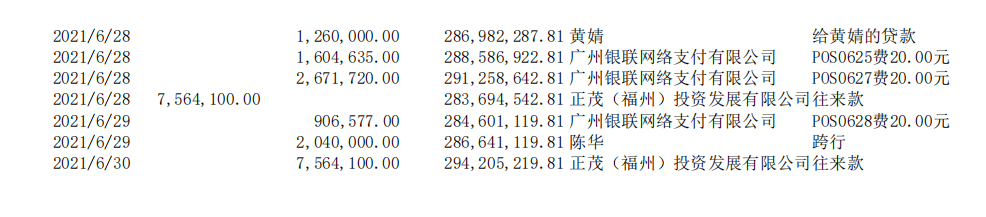 2021/6/28 1,260,000.00 286,982,287.81 黄婧 给黄婧的贷款
2021/6/28 1,604,635.00 288,586,922.81 广州银联网络支付有限公司 POS0625费20.00元
2021/6/28 2,671,720.00 291,258,642.81 广州银联网络支付有限公司 POS0627费20.00元
2021/6/28 7,564,100.00 283,694,542.81 正茂（福州）投资发展有限公司 往来款
2021/6/29 906,577.00 284,601,119.81 广州银联网络支付有限公司 POS0628费20.00元
2021/6/29 2,040,000.00 286,641,119.81 陈华 跨行
2021/6/30 7,564,100.00 294,205,219.81 正茂（福州）投资发展有限公司 往来款